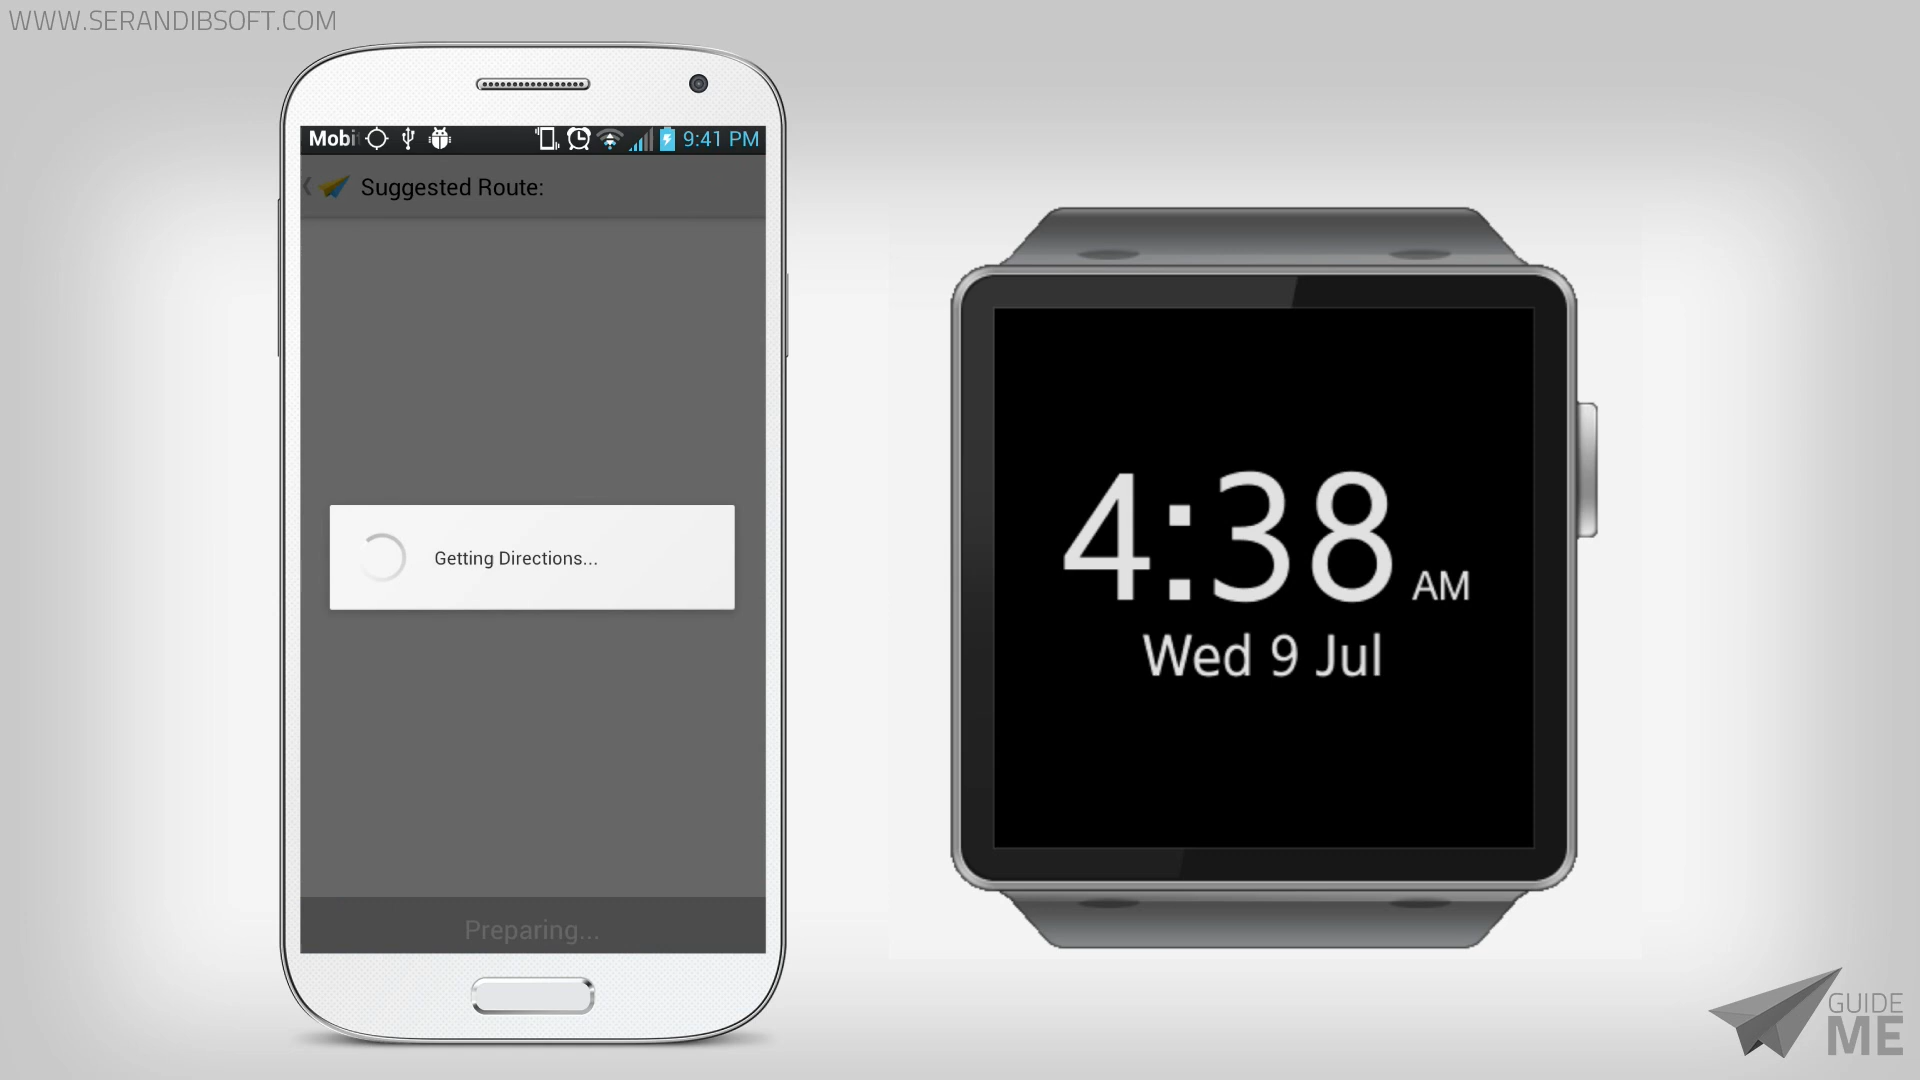 WWW.SERANDIBSOFT.COM
Mobi 9:41 PM
Suggested Route:
Getting Directions...
Preparing...
4:38 AM
Wed 9 Jul
GUIDE
ME